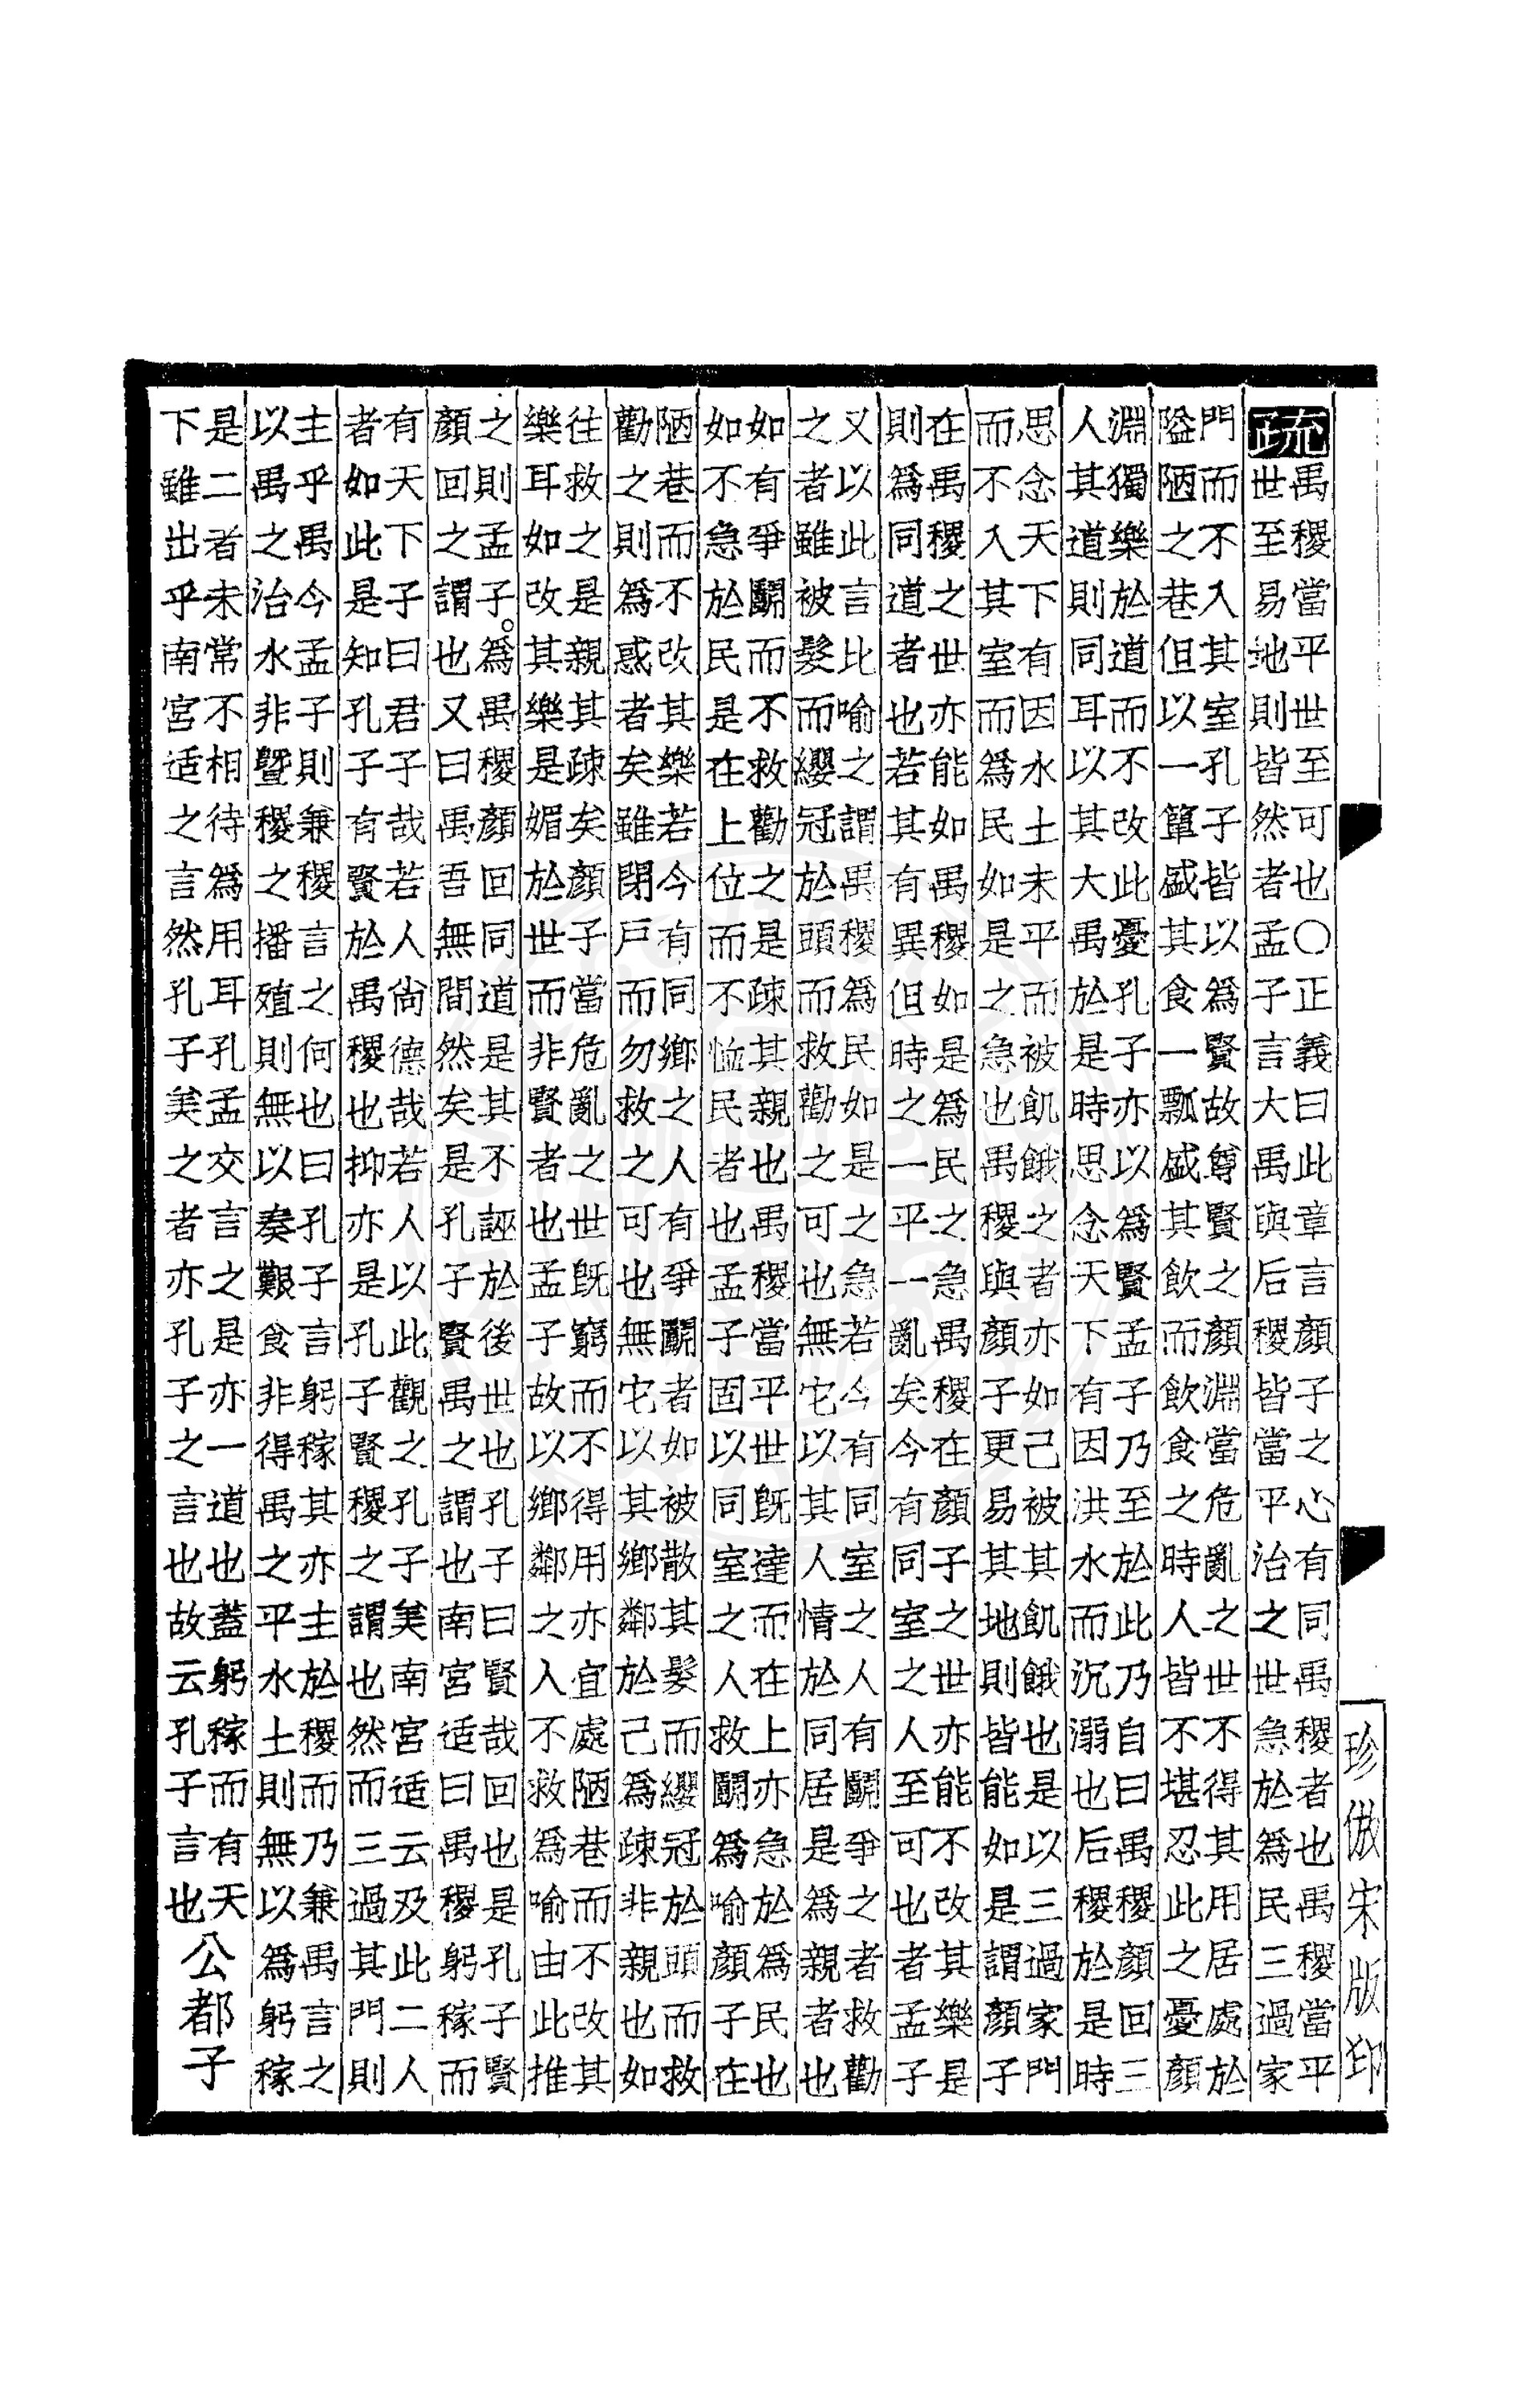 疏 禹稷當平世至可也○正義曰此章言顏子之心有同禹稷者也禹稷當平
世至易地則皆然者孟子言大禹與后稷皆當平治之世急於爲民三過家
門而不入其室孔子皆以爲賢故尊賢之顏淵當危亂之世不得其用居處於
隘陋之巷但以一簞盛其食一瓢盛其飲而飲食之時人皆不堪忍此之憂顏
淵獨樂於道而不改此憂孔子亦以爲賢孟子乃至於此乃自曰禹稷顏回三
人其道則同耳以其大禹於是時思念天下有因洪水而沉溺也后稷於是時
思念天下有因水土未平而被飢餓之者亦如己被其飢餓也是以三過家門
而不入其室而爲民如是之急也禹稷與顏子更易其地則皆能如是謂顏子
在禹稷之世亦能如禹稷如是爲民之急禹稷在顏子之世亦能不改其樂是
則爲同道者也若其有異但時之一平一亂矣今有同室之人至可也者孟子
又以此言比喻之謂禹稷爲民如是之急若今有同室之人有鬭爭之者救勸
之者雖被髮而纓冠於頭而救勸之可也無它以其人情於同居是爲親者也
如有爭鬭而不救勸之是疎其親也禹稷當平世既達而在上亦急於爲民也
如不急於民是在上位而不恤民者也孟子固以同室之人救鬭爲喻顏子在
陋巷而不改其樂若今有同鄉之人有爭鬭者如被散其髮而纓冠於頭而救
勸之則爲惑者矣雖閉戶而勿救之可也無它以其鄉鄰於己爲疎非親也如
往救之是親其疎矣顏子當危亂之世既窮而不得用亦宜處陋巷而不改其
樂耳如改其樂是媚於世而非賢者也孟子故以鄉鄰之入不救爲喻由此推
之則孟子。爲禹稷顏回同道是其不誣於後世也孔子曰賢哉回也是孔子賢
顏回之謂也又曰禹吾無間然矣是孔子賢禹之謂也南宮适曰禹稷躬稼而
有天下子曰君子哉若人尚德哉若人以此觀之孔子美南宮适云及此二人
者如此是知孔子有賢於禹稷也抑亦是孔子賢稷之謂也然而三過其門則
主乎禹今孟子則兼稷言之何也曰孔子言躬稼其亦主於稷而乃兼禹言之
以禹之治水非曁稷之播殖則無以奏艱食非得禹之平水土則無以爲躬稼
是二者未常不相待爲用耳孔孟交言之是亦一道也蓋躬稼而有天
下雖出乎南宮适之言然孔子美之者亦孔子之言也故云孔子言也
公都子
珍倣宋版印